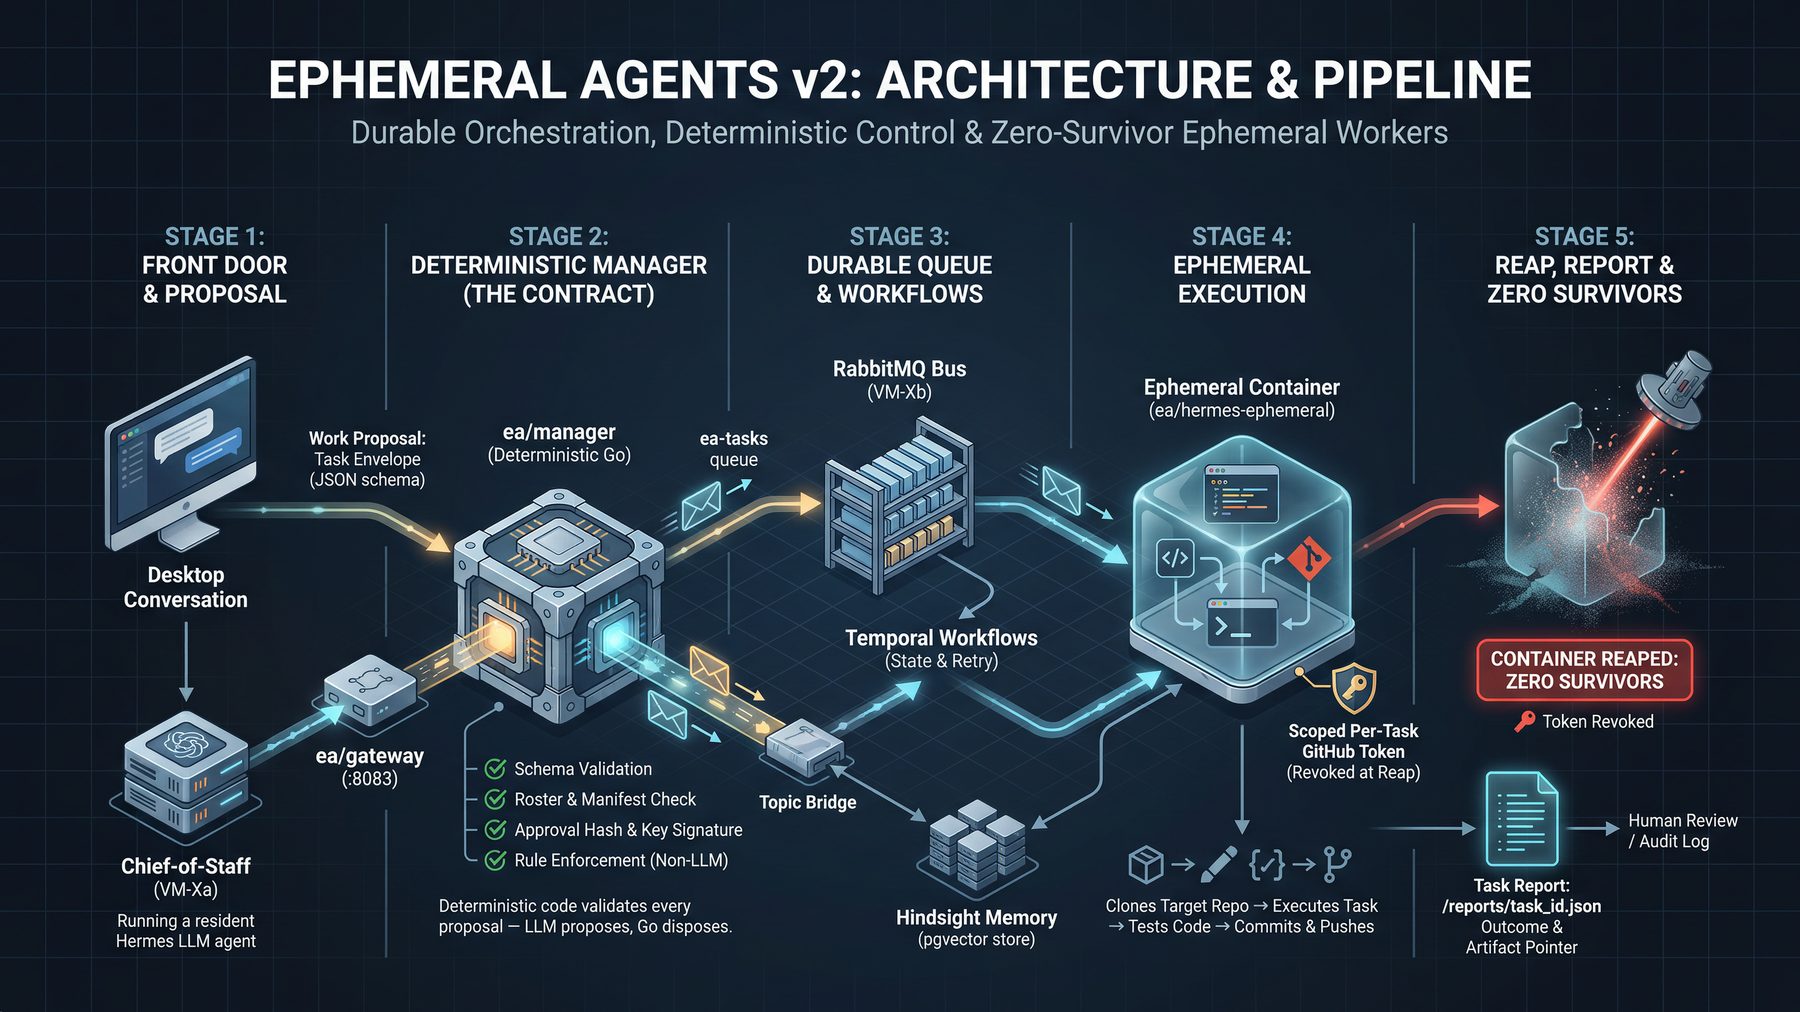 EPHEMERAL AGENTS v2: ARCHITECTURE & PIPELINE
Durable Orchestration, Deterministic Control & Zero-Survivor Ephemeral Workers
STAGE 1:
FRONT DOOR
& PROPOSAL
STAGE 2:
DETERMINISTIC MANAGER
(THE CONTRACT)
STAGE 3:
DURABLE QUEUE
& WORKFLOWS
STAGE 4:
EPHEMERAL
EXECUTION
STAGE 5:
REAP, REPORT &
ZERO SURVIVORS
Desktop
Conversation
Chief-of-Staff
(VM-Xa)
Running a resident
Hermes LLM agent
Work Proposal:
Task Envelope
(JSON schema)
ea/gateway
(:8083)
ea/manager
(Deterministic Go)
Schema Validation
Roster & Manifest Check
Approval Hash & Key Signature
Rule Enforcement (Non-LLM)
Deterministic code validates every
proposal — LLM proposes, Go disposes.
ea-tasks
queue
Topic Bridge
RabbitMQ Bus
(VM-Xb)
Temporal Workflows
(State & Retry)
Hindsight Memory
(pgvector store)
Ephemeral Container
(ea/hermes-ephemeral)
</>
>_
Scoped Per-Task
GitHub Token
(Revoked at Reap)
{✓}
Clones Target Repo → Executes Task
→ Tests Code → Commits & Pushes
CONTAINER REAPED:
ZERO SURVIVORS
Token Revoked
Task Report:
/reports/task_id.json
Outcome &
Artifact Pointer
Human Review
/ Audit Log